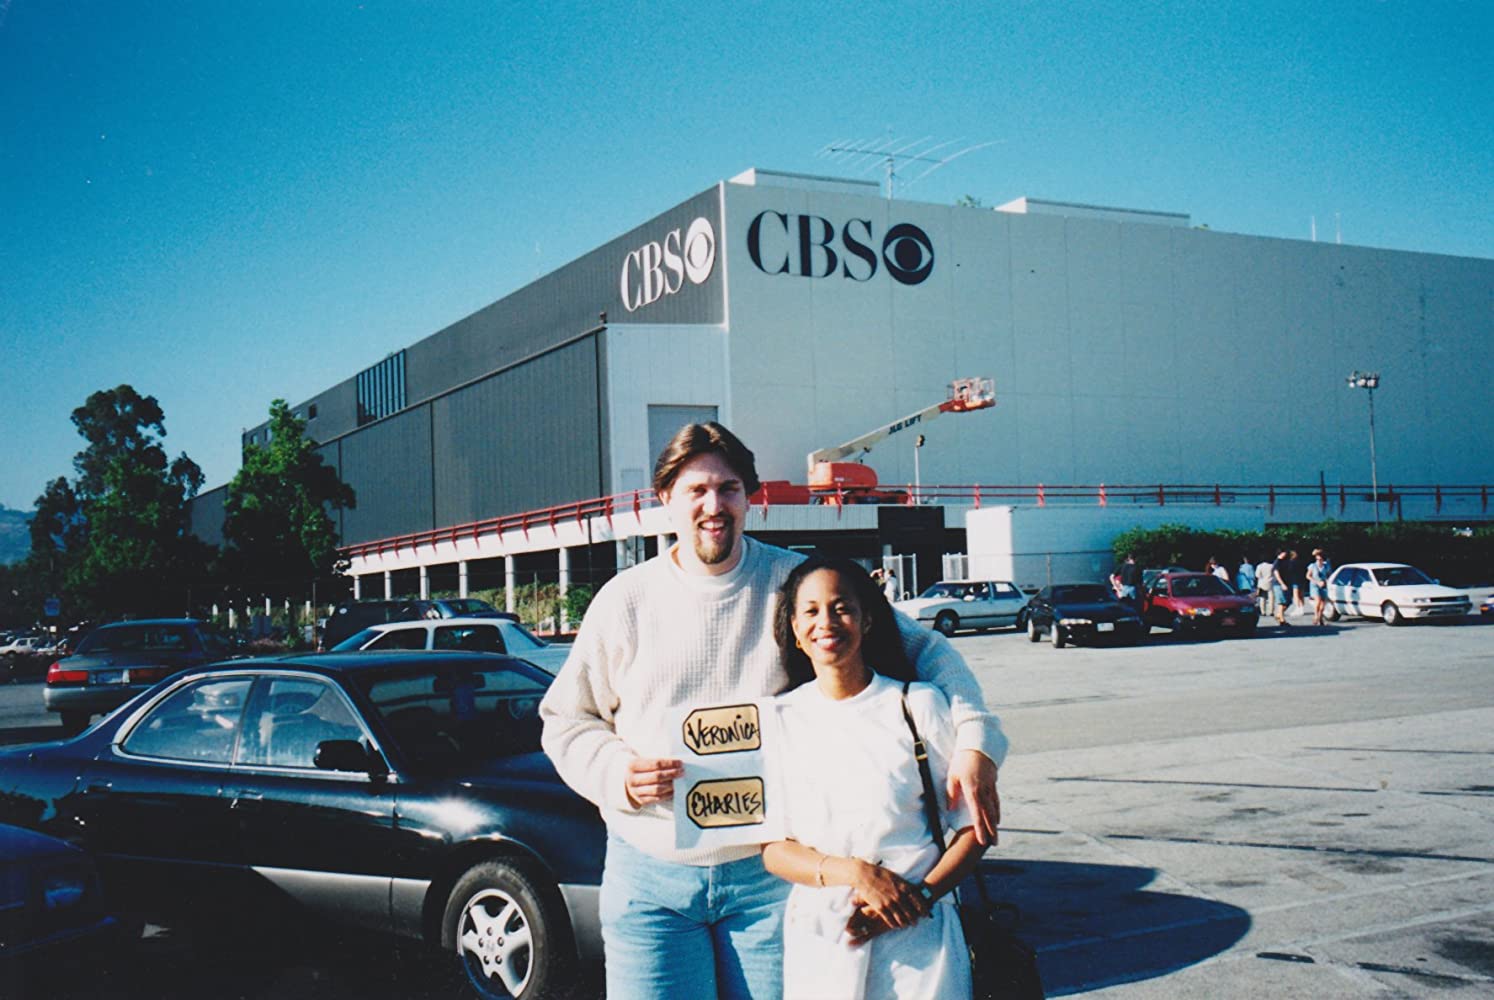 CBS
CBS
JLG LIFT
VERONICA
CHARLES